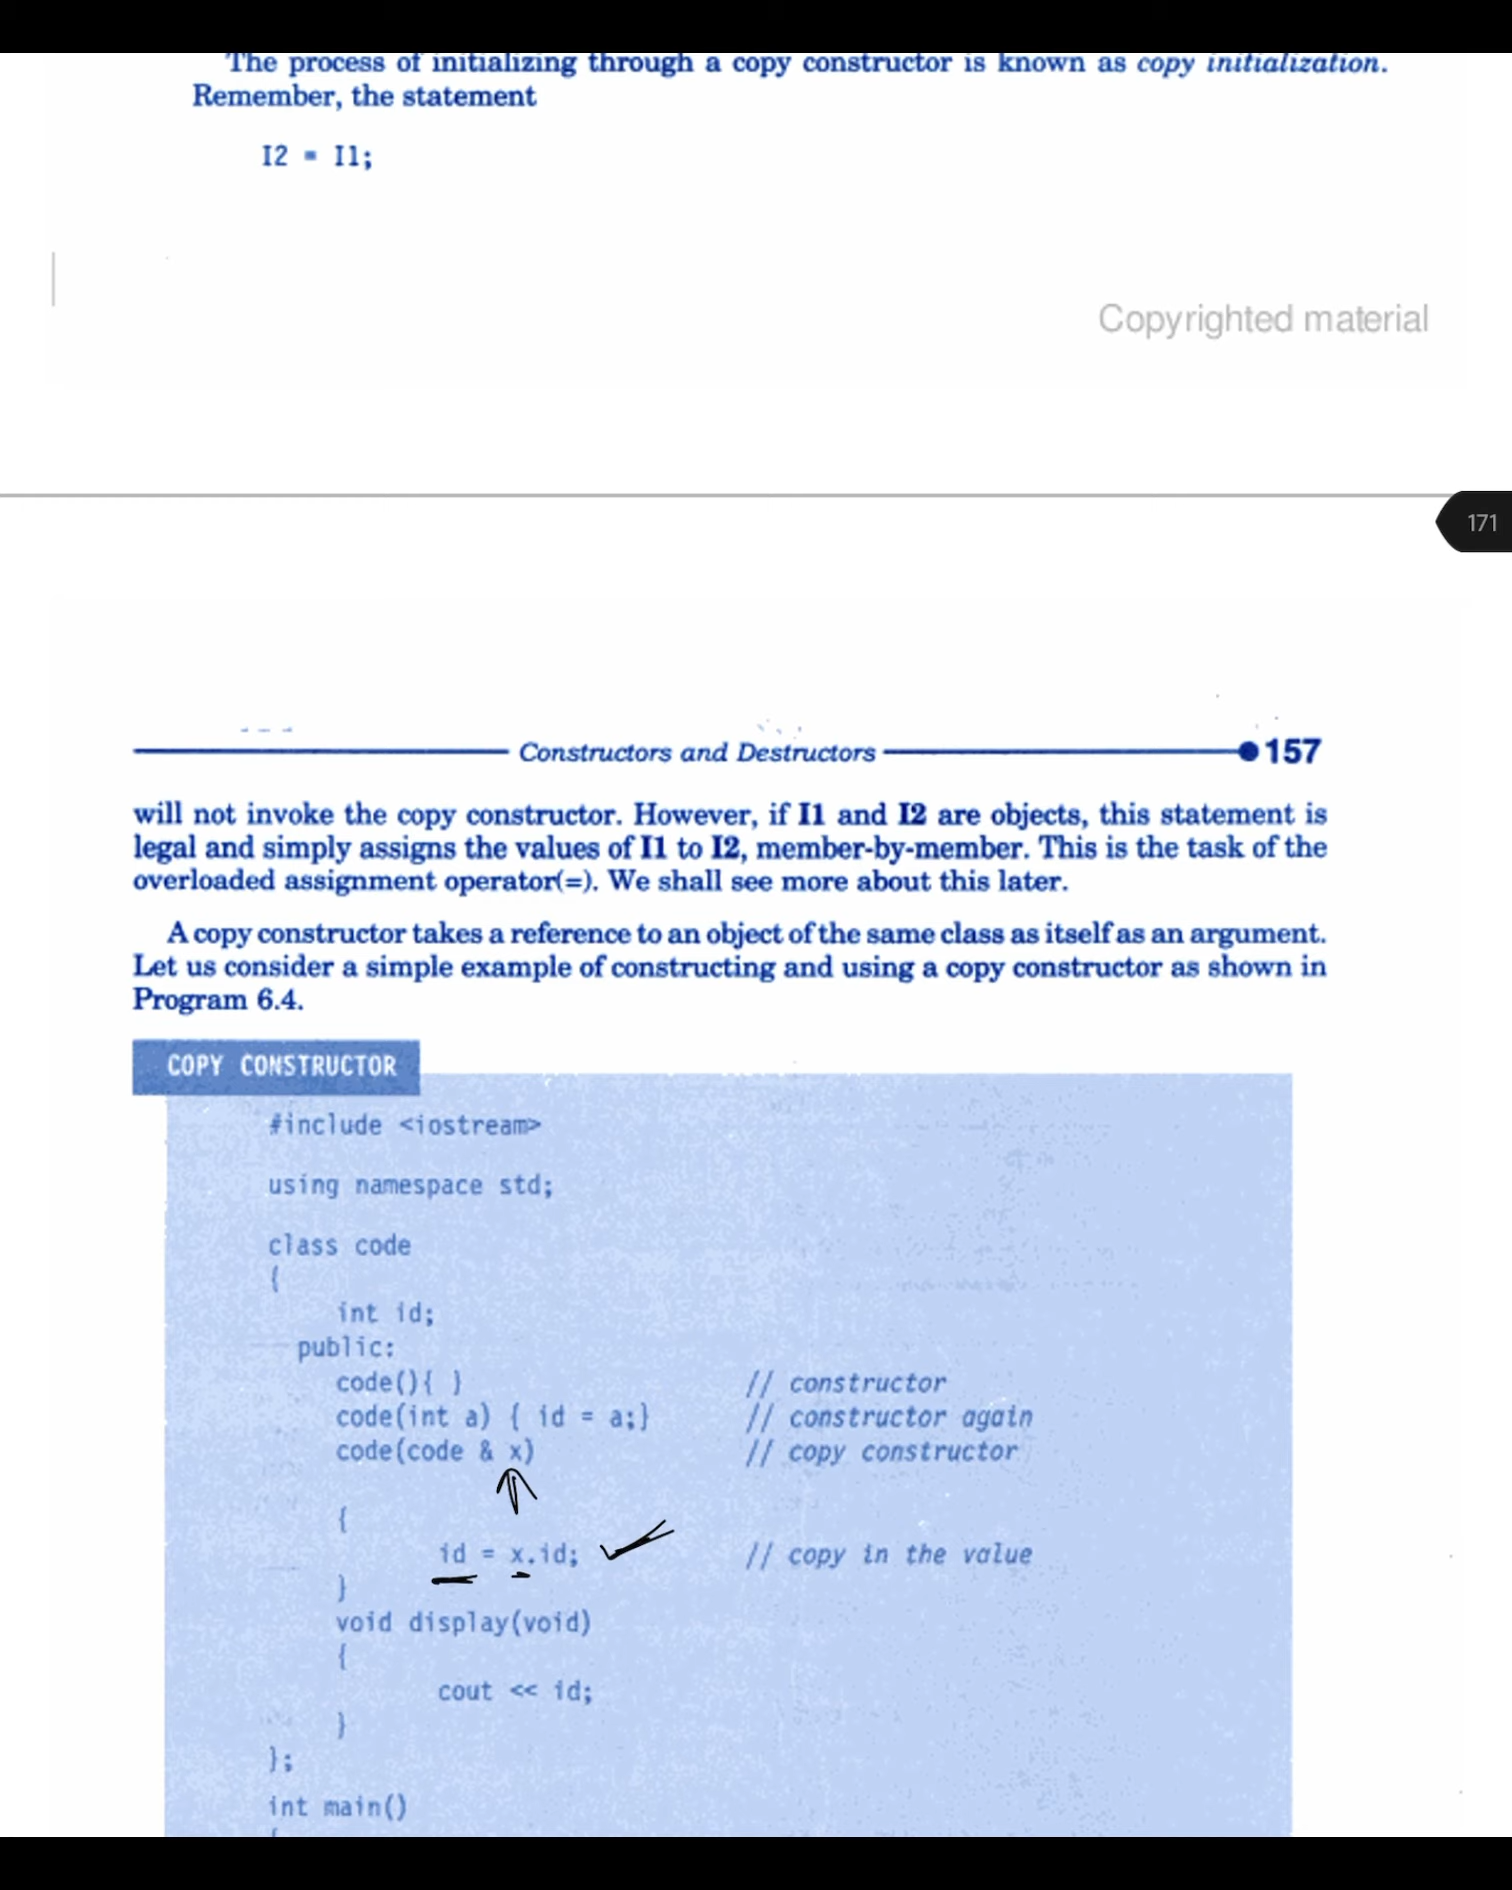 The process of initializing through a copy constructor is known as copy initialization.
Remember, the statement
I2 = I1;
Copyrighted material
171
Constructors and Destructors 157
will not invoke the copy constructor. However, if I1 and I2 are objects, this statement is
legal and simply assigns the values of I1 to I2, member-by-member. This is the task of the
overloaded assignment operator(=). We shall see more about this later.
A copy constructor takes a reference to an object of the same class as itself as an argument.
Let us consider a simple example of constructing and using a copy constructor as shown in
Program 6.4.
COPY CONSTRUCTOR
#include <iostream>
using namespace std;
class code
{
int id;
public:
code(){ } // constructor
code(int a) { id = a;} // constructor again
code(code & x) // copy constructor
{
id = x.id; // copy in the value
}
void display(void)
{
cout << id;
}
};
int main()